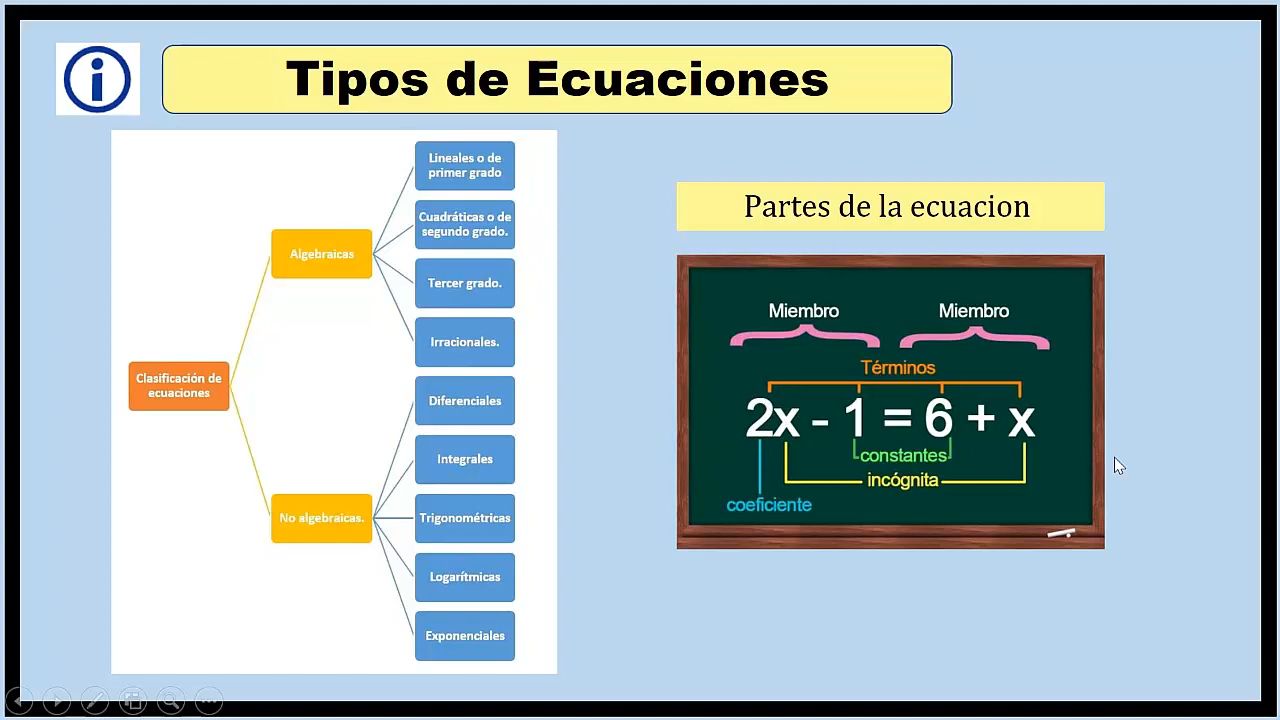 Tipos de Ecuaciones
Clasificación de
ecuaciones
Algebraicas
Lineales o de
primer grado
Cuadráticas o de
segundo grado.
Tercer grado.
Irracionales.
No algebraicas.
Diferenciales
Integrales
Trigonométricas
Logarítmicas
Exponenciales
Partes de la ecuacion
Miembro Miembro
Términos
2x - 1 = 6 + x
constantes
incógnita
coeficiente